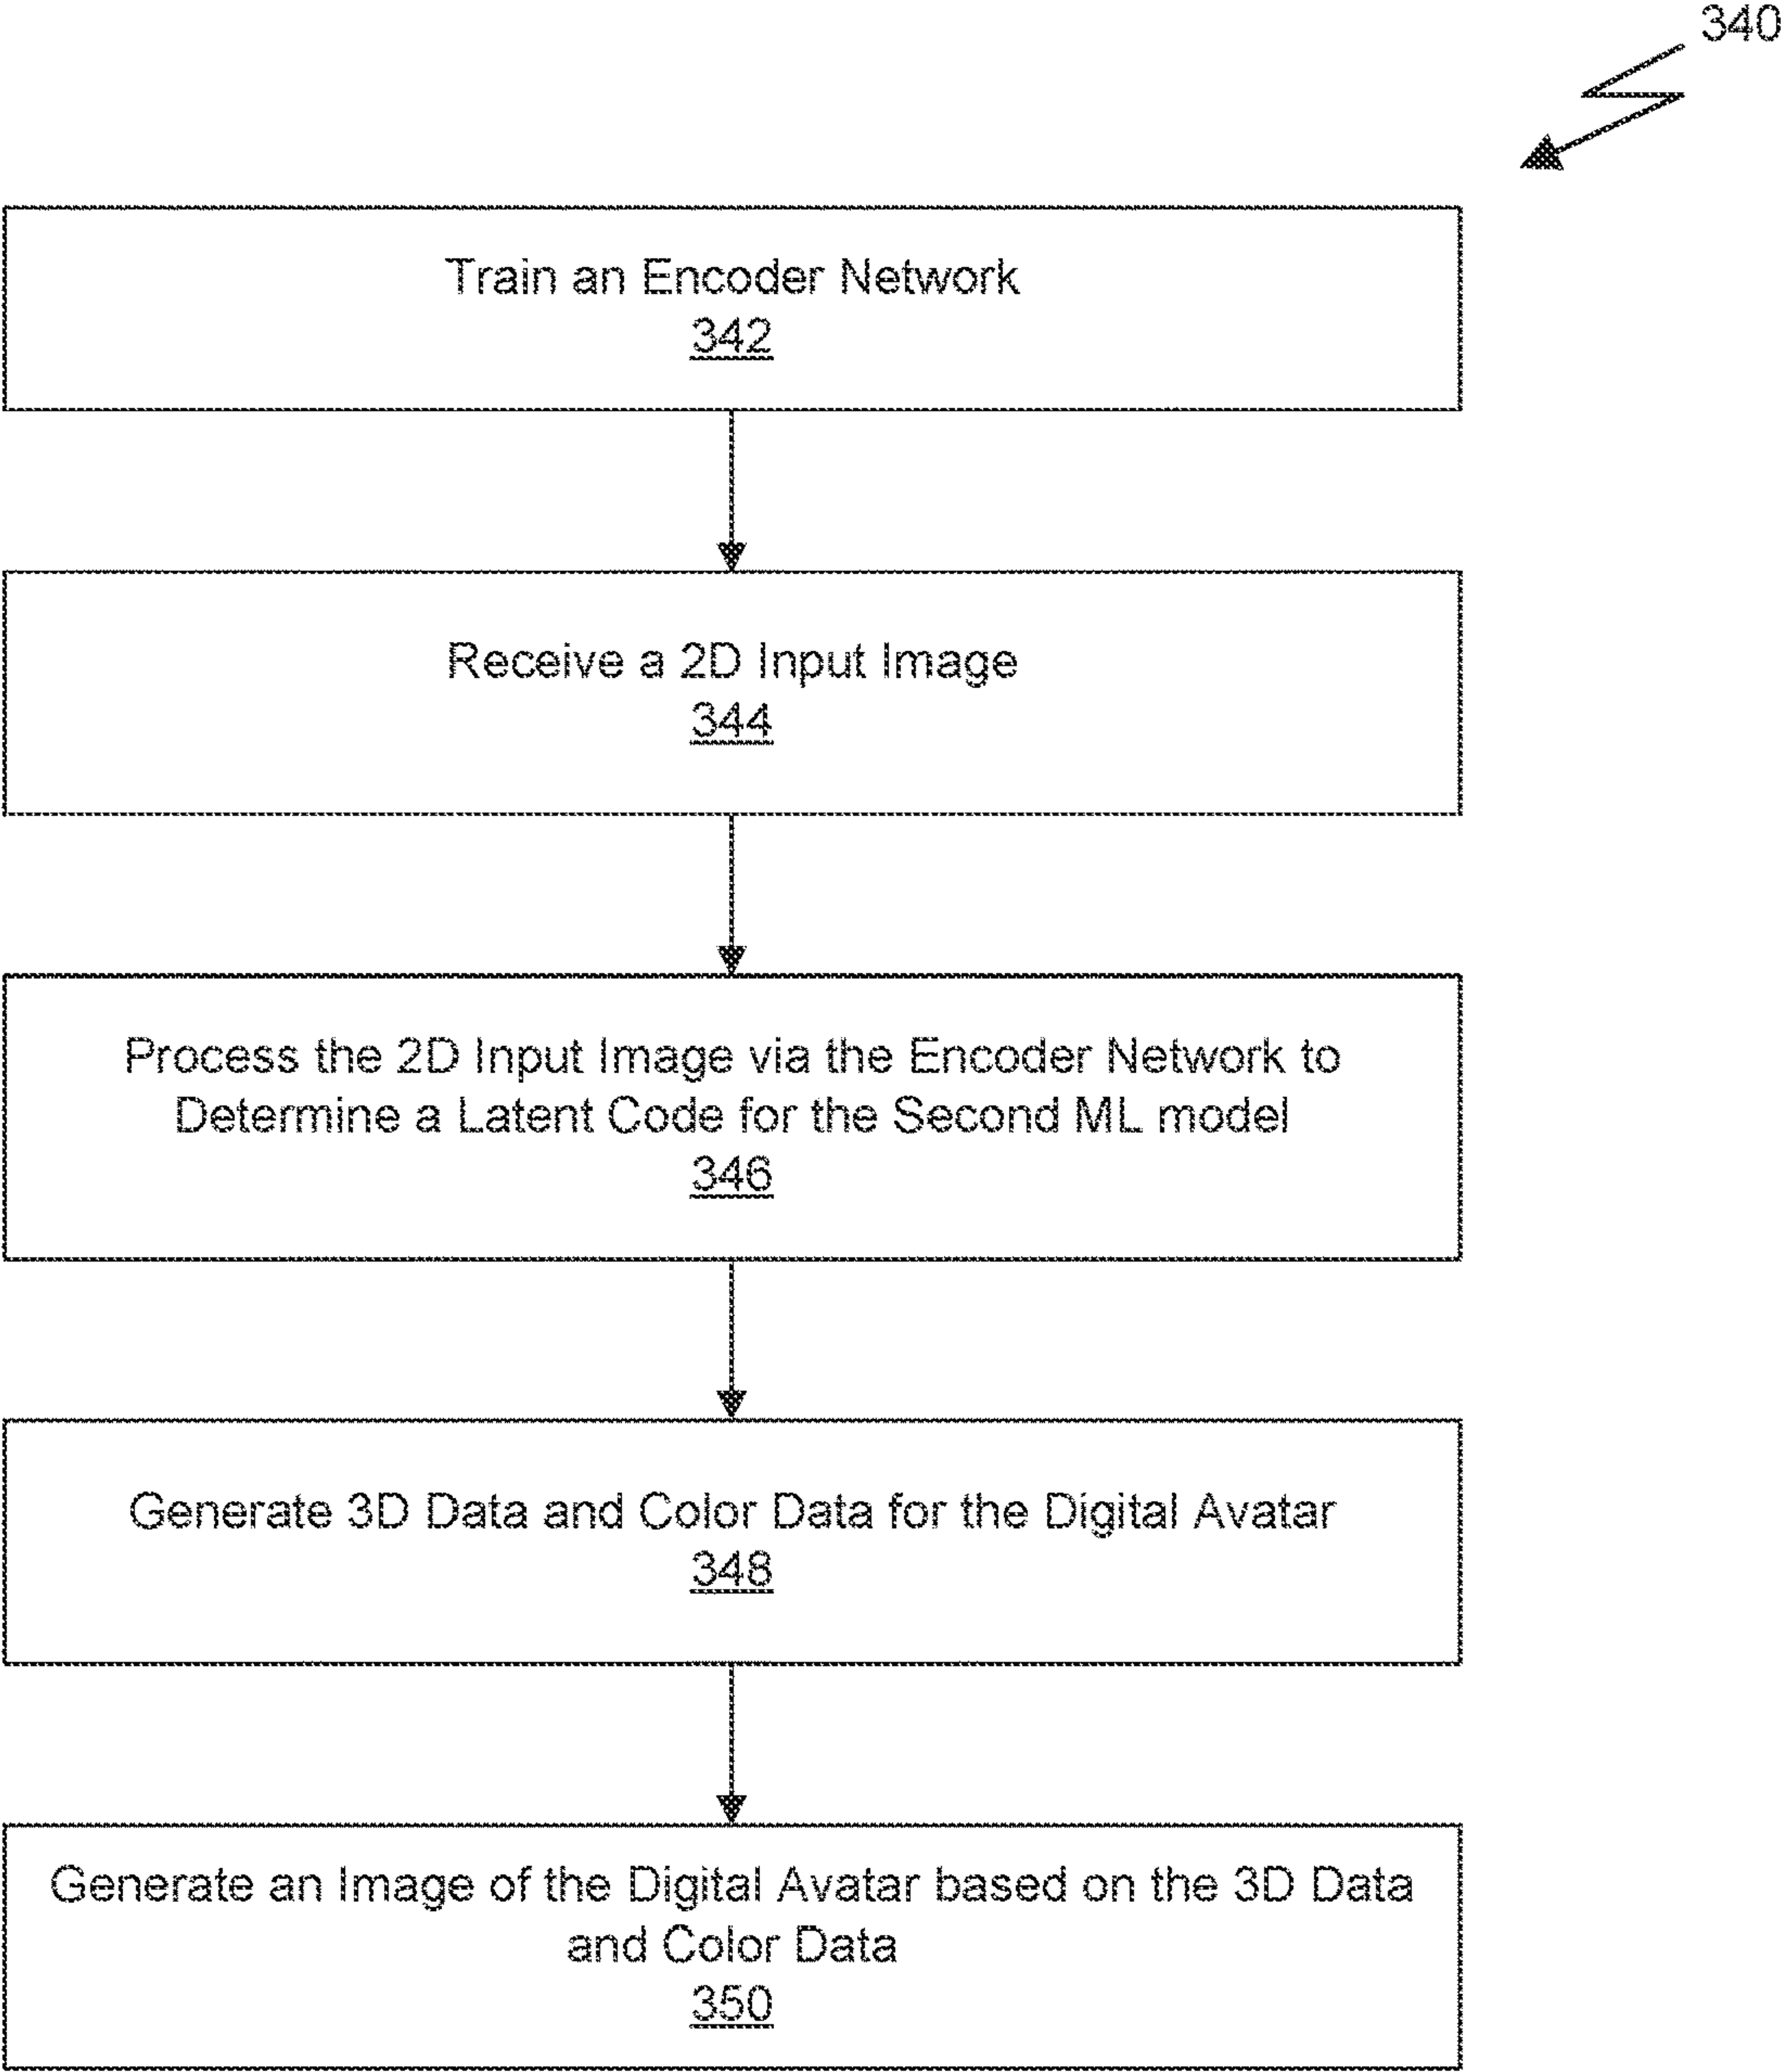 340
Train an Encoder Network
342
Receive a 2D Input Image
344
Process the 2D Input Image via the Encoder Network to
Determine a Latent Code for the Second ML model
346
Generate 3D Data and Color Data for the Digital Avatar
348
Generate an Image of the Digital Avatar based on the 3D Data
and Color Data
350